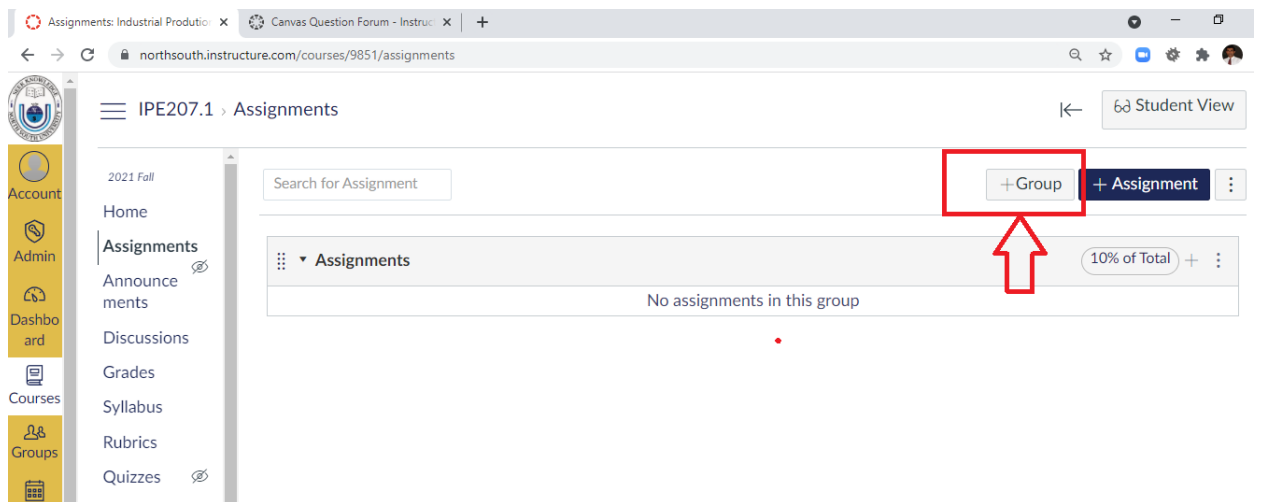 Assignments: Industrial Prodution
Canvas Question Forum - Instruc
northsouth.instructure.com/courses/9851/assignments
IPE207.1 › Assignments
Student View
Account
Admin
Dashbo
ard
Courses
Groups
2021 Fall
Home
Assignments
Announce
ments
Discussions
Grades
Syllabus
Rubrics
Quizzes
Search for Assignment
+Group
+ Assignment
Assignments
10% of Total
No assignments in this group